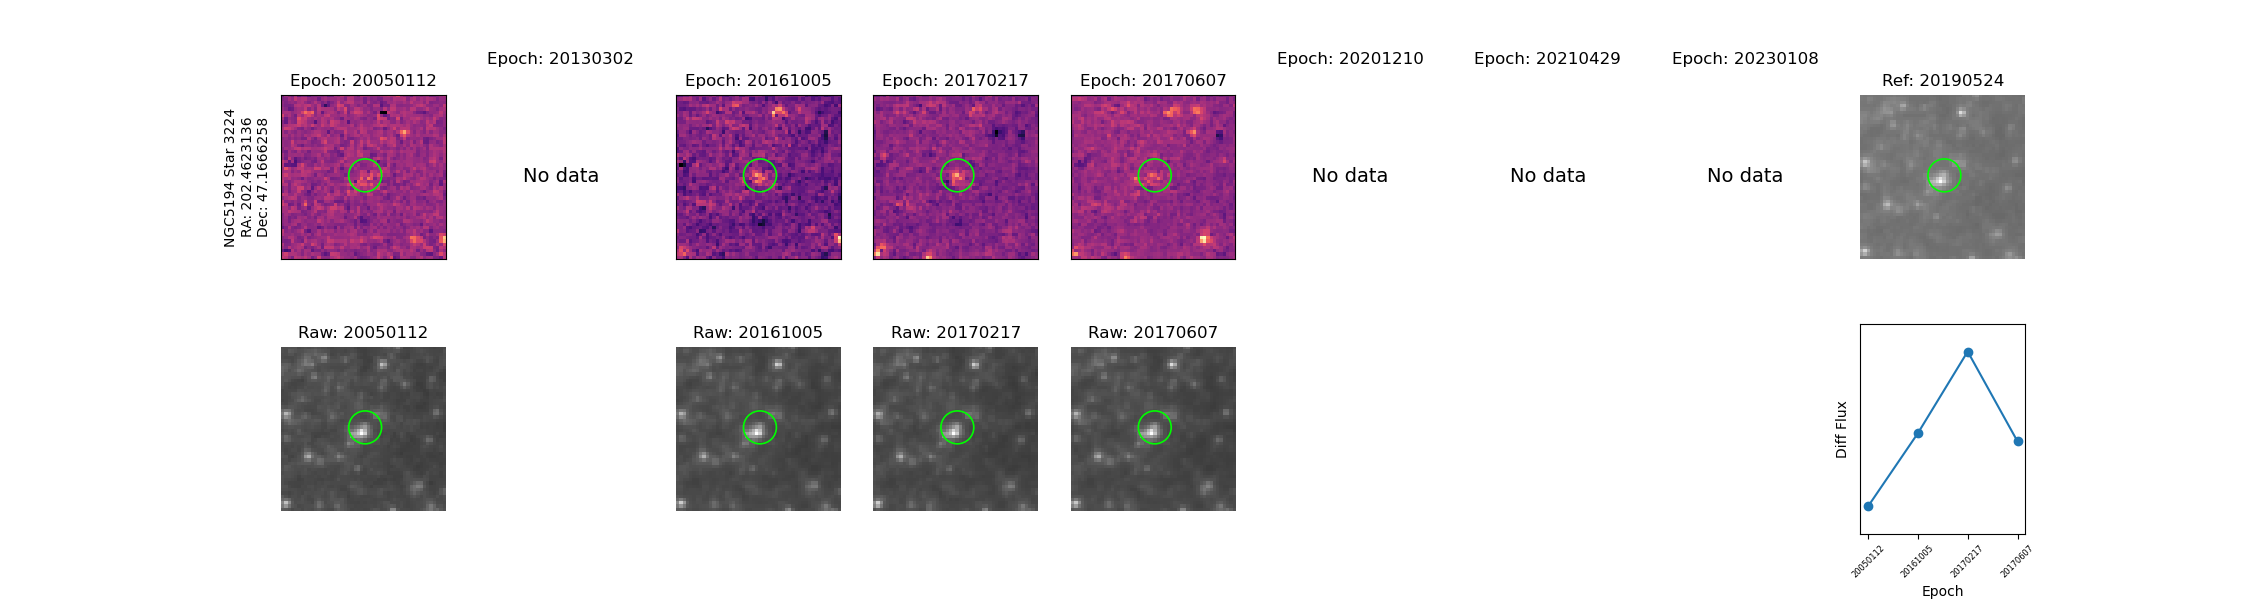 NGC5194 Star 3224
RA: 202.4623136
Dec: 47.1666258
Epoch: 20050112
Epoch: 20130302
No data
Epoch: 20161005
Epoch: 20170217
Epoch: 20170607
Epoch: 20201210
No data
Epoch: 20210429
No data
Epoch: 20230108
No data
Ref: 20190524
Raw: 20050112
Raw: 20161005
Raw: 20170217
Raw: 20170607
Diff Flux
20050112
20161005
20170217
20170607
Epoch